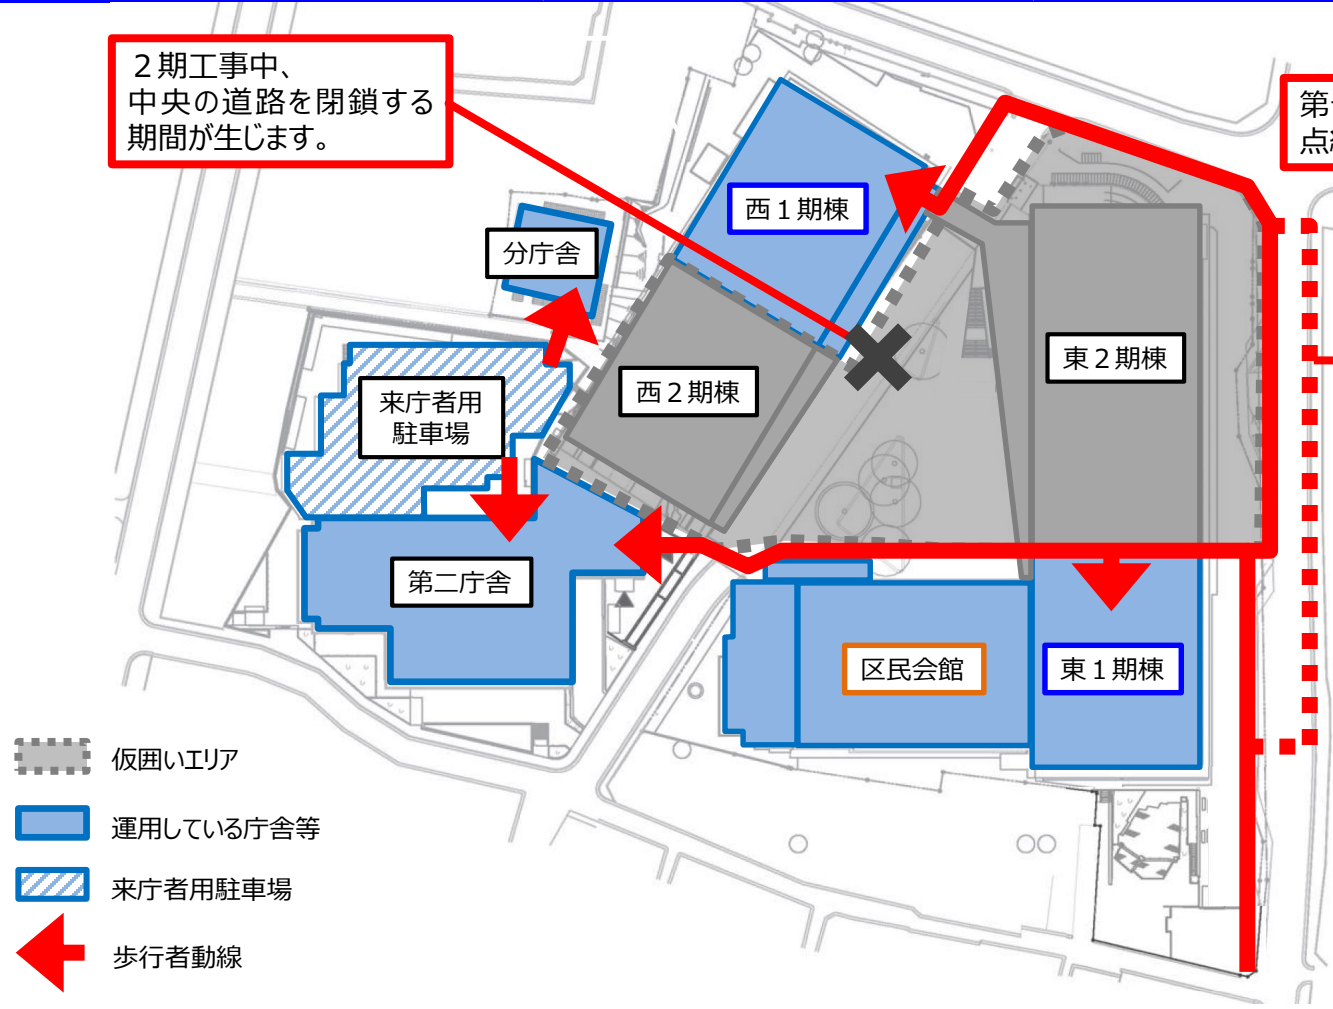 ２期工事中、
中央の道路を閉鎖する
期間が生じます。
第
点
西１期棟
分庁舎
東２期棟
西２期棟
来庁者用
駐車場
第二庁舎
区民会館
東１期棟
仮囲いエリア
運用している庁舎等
来庁者用駐車場
歩行者動線